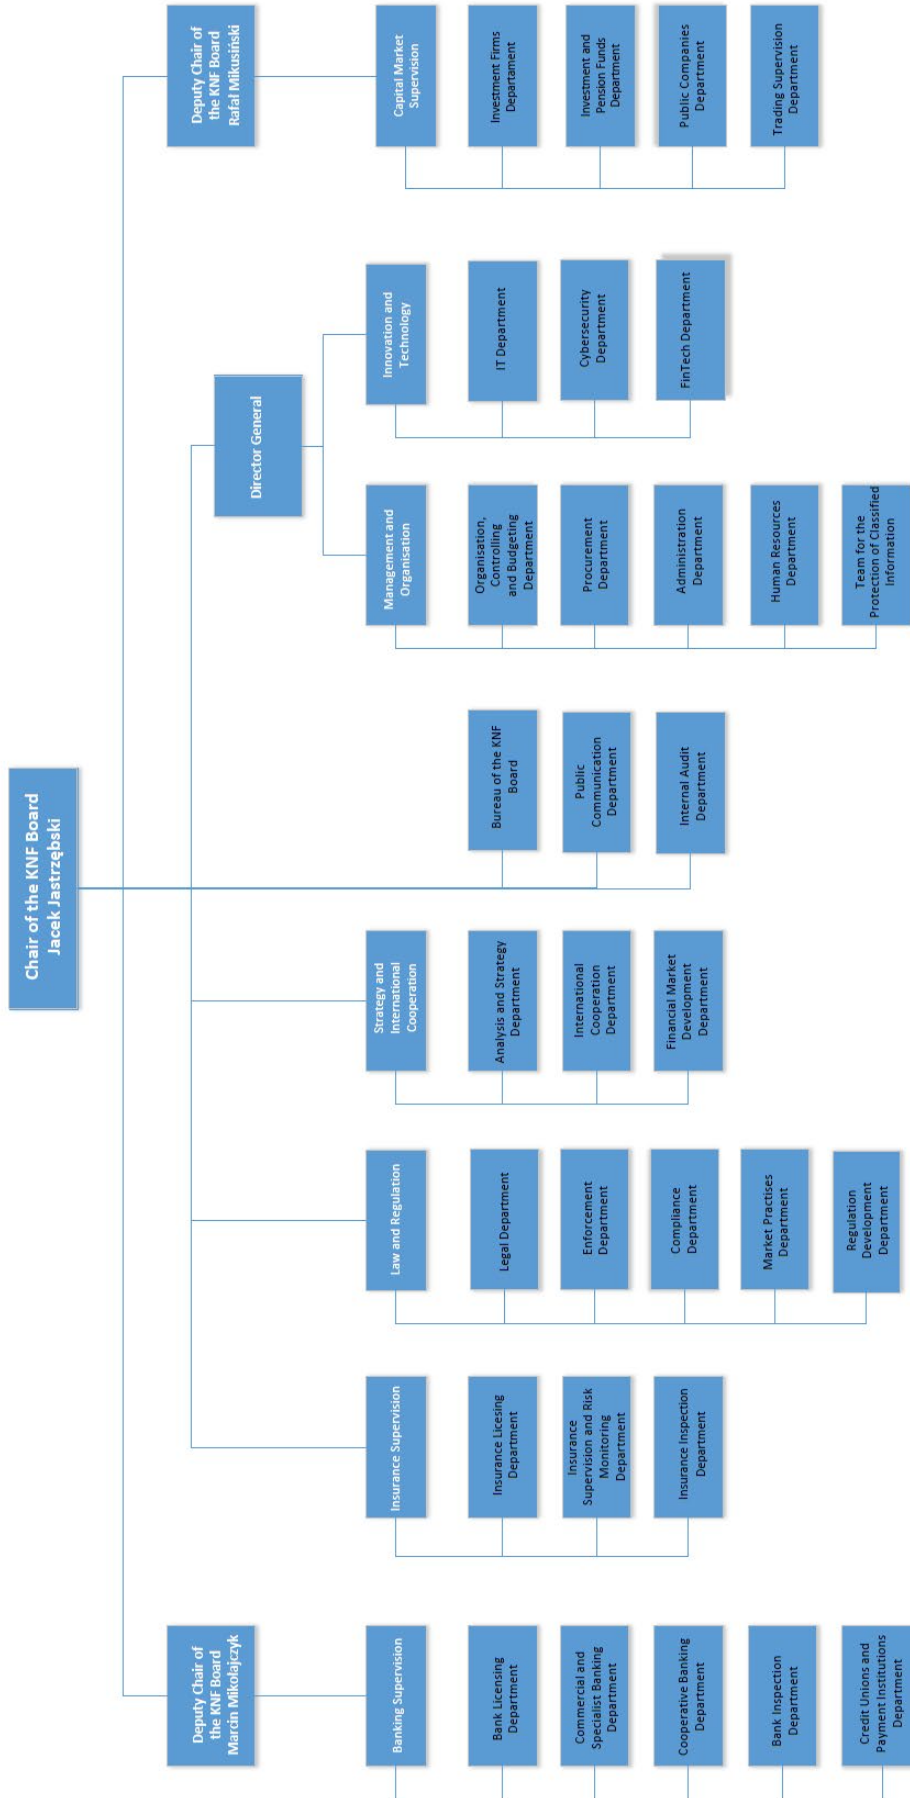 Chair of the KNF Board
Jacek Jastrzębski
Deputy Chair of
the KNF Board
Marcin Mikołajczyk
Deputy Chair of
the KNF Board
Rafał Mikusiński
Director General
Banking Supervision
Bank Licensing
Department
Commercial and
Specialist Banking
Department
Cooperative Banking
Department
Bank Inspection
Department
Credit Unions and
Payment Institutions
Department
Insurance Supervision
Insurance Licesing
Department
Insurance
Supervision and Risk
Monitoring
Department
Insurance Inspection
Department
Law and Regulation
Legal Department
Enforcement
Department
Compliance
Department
Market Practises
Department
Regulation
Development
Department
Strategy and
International
Cooperation
Analysis and Strategy
Department
International
Cooperation
Department
Financial Market
Development
Department
Bureau of the KNF
Board
Public
Communication
Department
Internal Audit
Department
Management and
Organisation
Organisation,
Controlling
and Budgeting
Department
Procurement
Department
Administration
Department
Human Resources
Department
Team for the
Protection of Classified
Information
Innovation and
Technology
IT Department
Cybersecurity
Department
FinTech Department
Capital Market
Supervision
Investment Firms
Departament
Investment and
Pension Funds
Department
Public Companies
Department
Trading Supervision
Department